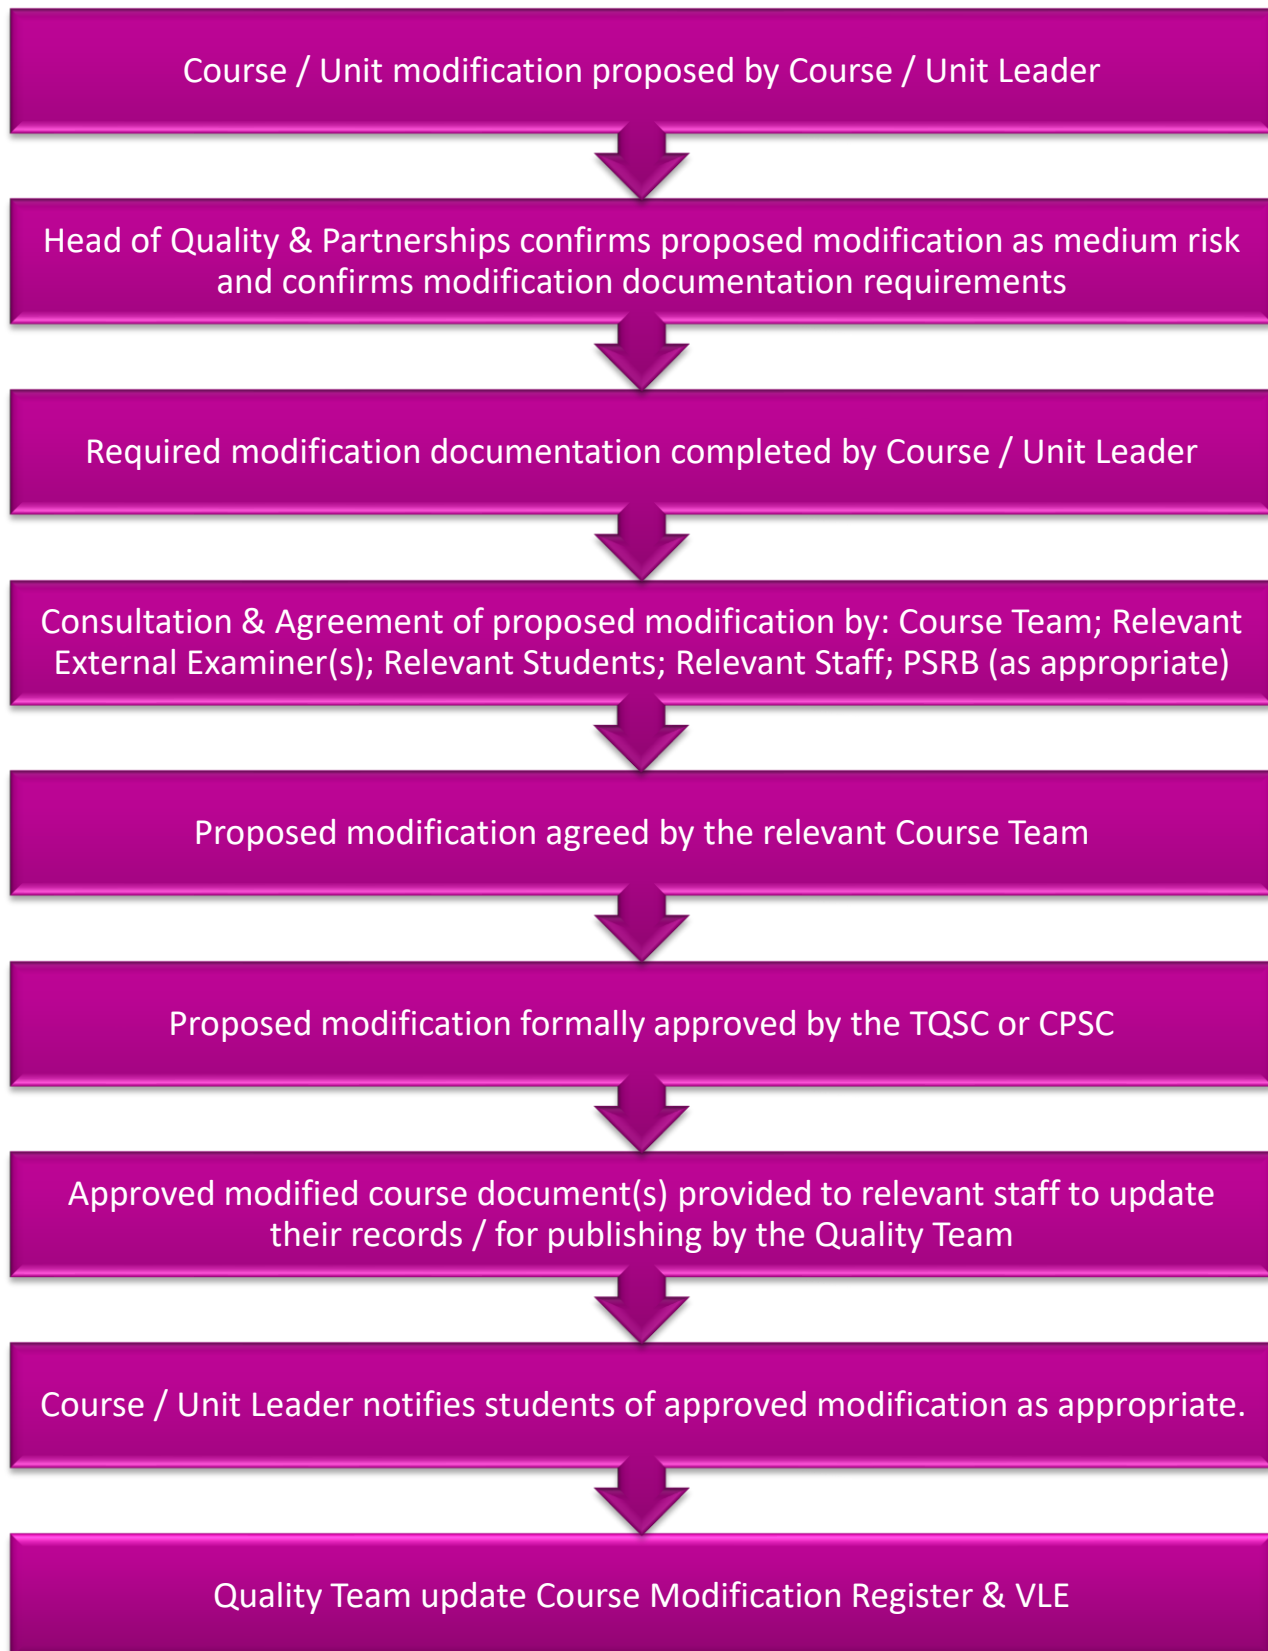 Course / Unit modification proposed by Course / Unit Leader
Head of Quality & Partnerships confirms proposed modification as medium risk
and confirms modification documentation requirements
Required modification documentation completed by Course / Unit Leader
Consultation & Agreement of proposed modification by: Course Team; Relevant
External Examiner(s); Relevant Students; Relevant Staff; PSRB (as appropriate)
Proposed modification agreed by the relevant Course Team
Proposed modification formally approved by the TQSC or CPSC
Approved modified course document(s) provided to relevant staff to update
their records / for publishing by the Quality Team
Course / Unit Leader notifies students of approved modification as appropriate.
Quality Team update Course Modification Register & VLE